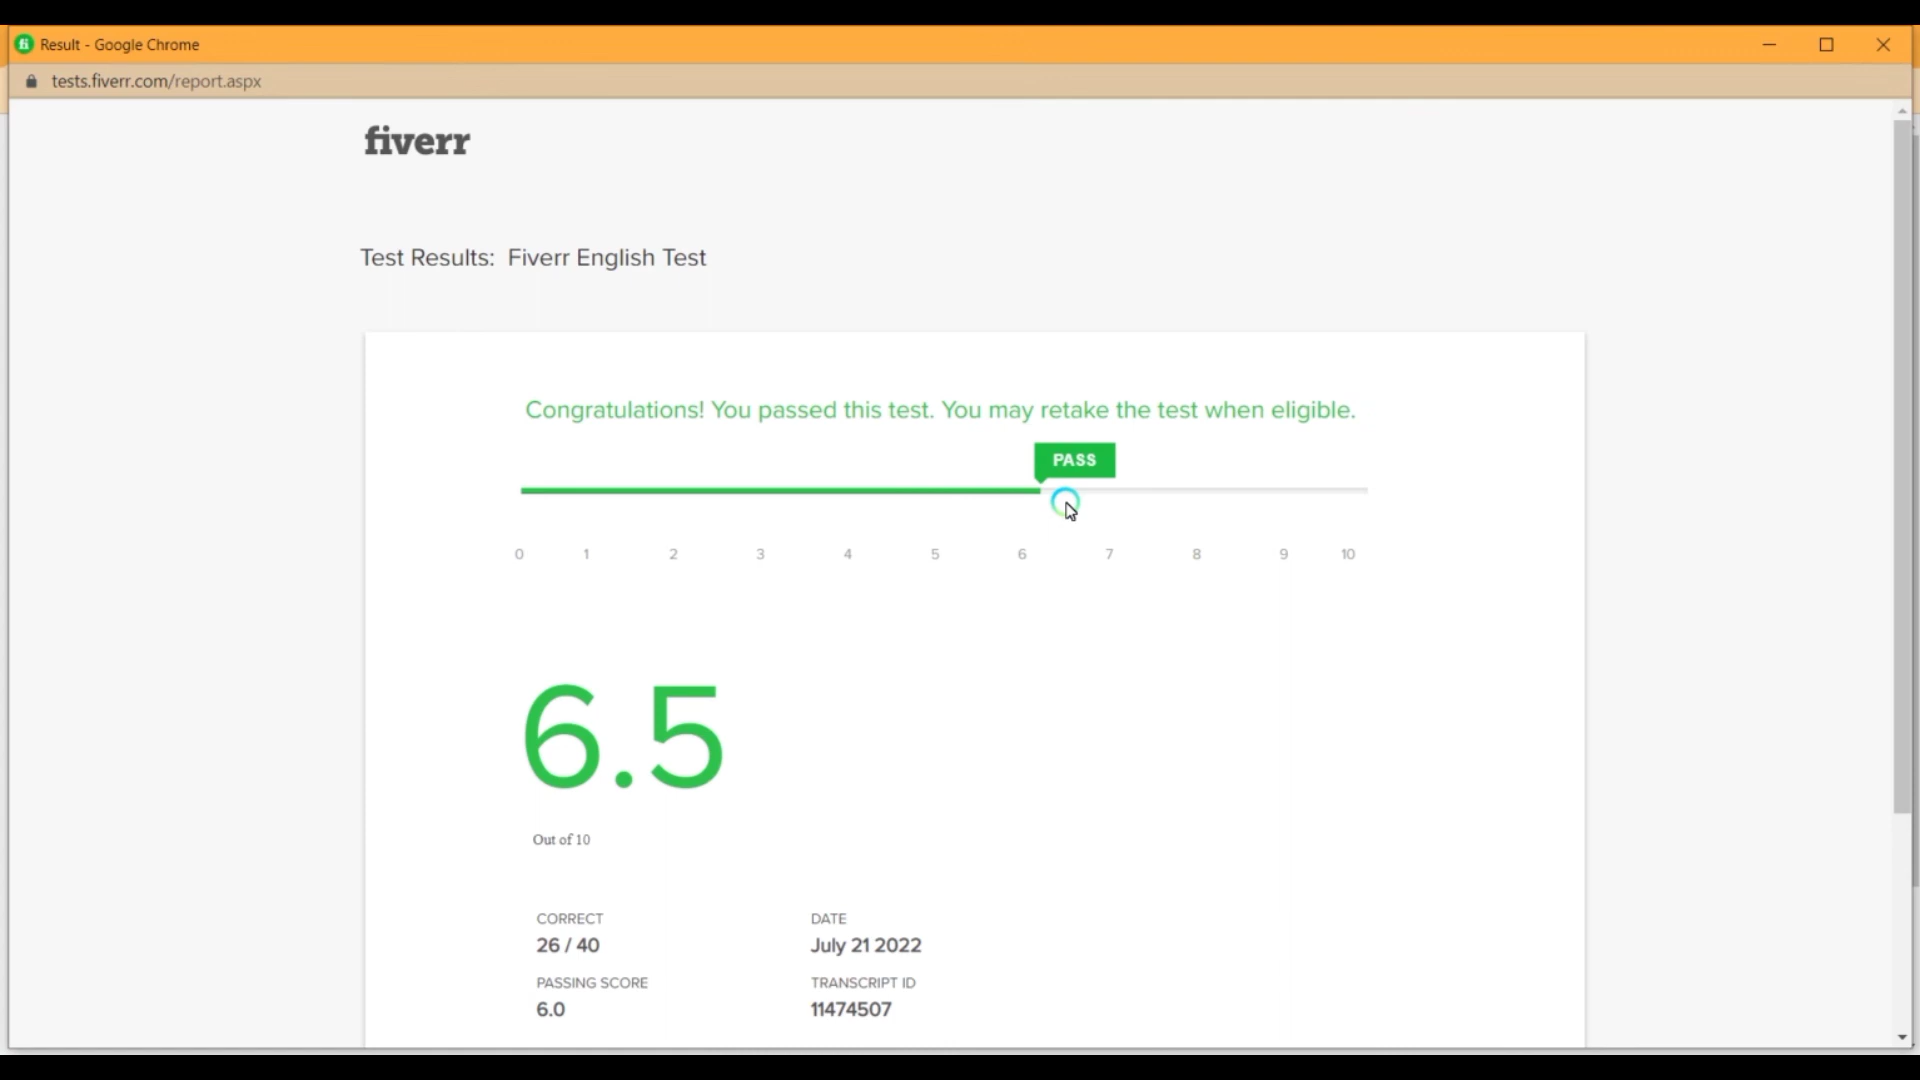 fi Result - Google Chrome
tests.fiverr.com/report.aspx
fiverr
Test Results: Fiverr English Test
Congratulations! You passed this test. You may retake the test when eligible.
PASS
0 1 2 3 4 5 6 7 8 9 10
6.5
Out of 10
CORRECT DATE
26 / 40 July 21 2022
PASSING SCORE TRANSCRIPT ID
6.0 11474507